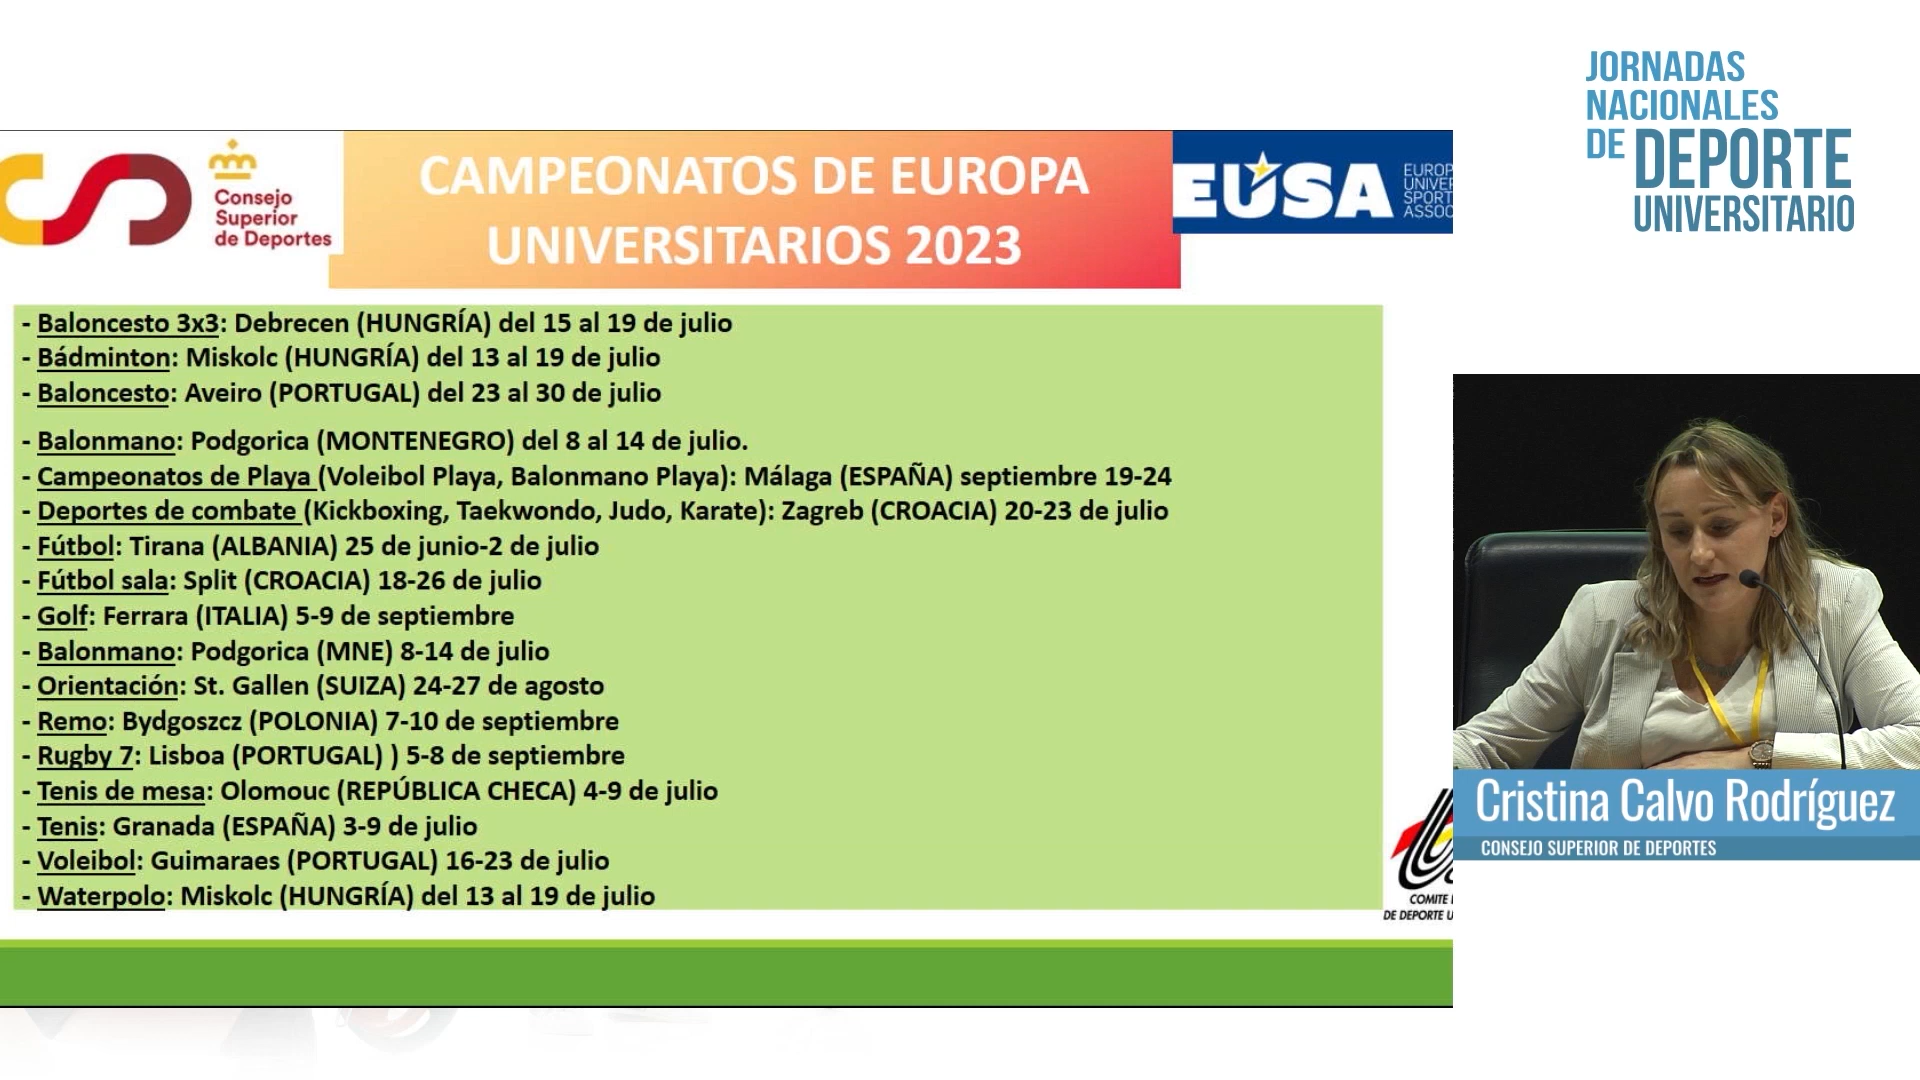 Consejo
Superior
de Deportes
CAMPEONATOS DE EUROPA
UNIVERSITARIOS 2023
EUSA
SPORT
- Baloncesto 3x3: Debrecen (HUNGRÍA) del 15 al 19 de julio
- Bádminton: Miskolc (HUNGRÍA) del 13 al 19 de julio
- Baloncesto: Aveiro (PORTUGAL) del 23 al 30 de julio
- Balonmano: Podgorica (MONTENEGRO) del 8 al 14 de julio.
- Campeonatos de Playa (Voleibol Playa, Balonmano Playa): Málaga (ESPAÑA) septiembre 19-24
- Deportes de combate (Kickboxing, Taekwondo, Judo, Karate): Zagreb (CROACIA) 20-23 de julio
- Fútbol: Tirana (ALBANIA) 25 de junio-2 de julio
- Fútbol sala: Split (CROACIA) 18-26 de julio
- Golf: Ferrara (ITALIA) 5-9 de septiembre
- Balonmano: Podgorica (MNE) 8-14 de julio
- Orientación: St. Gallen (SUIZA) 24-27 de agosto
- Remo: Bydgoszcz (POLONIA) 7-10 de septiembre
- Rugby 7: Lisboa (PORTUGAL) ) 5-8 de septiembre
- Tenis de mesa: Olomouc (REPÚBLICA CHECA) 4-9 de julio
- Tenis: Granada (ESPAÑA) 3-9 de julio
- Voleibol: Guimaraes (PORTUGAL) 16-23 de julio
- Waterpolo: Miskolc (HUNGRÍA) del 13 al 19 de julio
COMITE
DE DEPORTE
JORNADAS
NACIONALES
DE DEPORTE
UNIVERSITARIO
Cristina Calvo Rodríguez
CONSEJO SUPERIOR DE DEPORTES